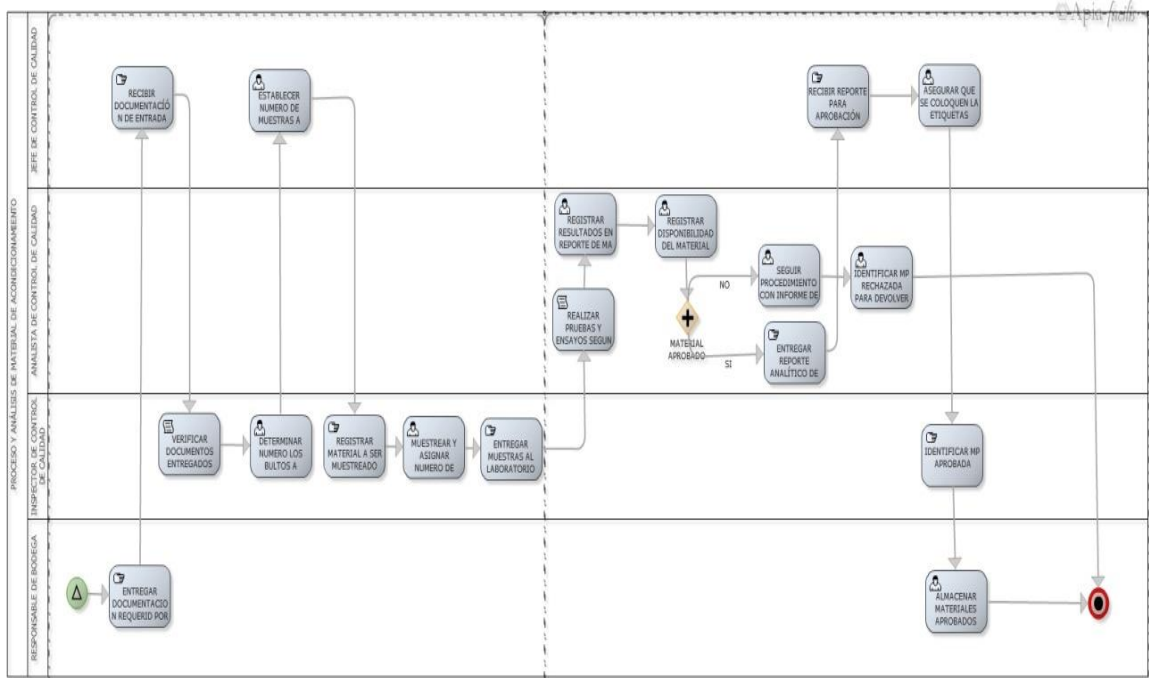 ©Apia-facilis
PROCESO Y ANÁLISIS DE MATERIAL DE ACONDICIONAMIENTO
JEFE DE CONTROL DE CALIDAD
RECIBIR
DOCUMENTACIÓ
N DE ENTRADA
ESTABLECER
NUMERO DE
MUESTRAS A
RECIBIR REPORTE
PARA
APROBACIÓN
ASEGURAR QUE
SE COLOQUEN LA
ETIQUETAS
ANALISTA DE CONTROL DE CALIDAD
REGISTRAR
RESULTADOS EN
REPORTE DE MA
REGISTRAR
DISPONIBILIDAD
DEL MATERIAL
REALIZAR
PRUEBAS Y
ENSAYOS SEGUN
MATERIAL
APROBADO
NO
SI
SEGUIR
PROCEDIMIENTO
CON INFORME DE
IDENTIFICAR MP
RECHAZADA
PARA DEVOLVER
ENTREGAR
REPORTE
ANALÍTICO DE
INSPECTOR DE CONTROL
DE CALIDAD
VERIFICAR
DOCUMENTOS
ENTREGADOS
DETERMINAR
NUMERO LOS
BULTOS A
REGISTRAR
MATERIAL A SER
MUESTREADO
MUESTREAR Y
ASIGNAR
NUMERO DE
ENTREGAR
MUESTRAS AL
LABORATORIO
IDENTIFICAR MP
APROBADA
RESPONSABLE DE BODEGA
ENTREGAR
DOCUMENTACIO
N REQUERID POR
ALMACENAR
MATERIALES
APROBADOS